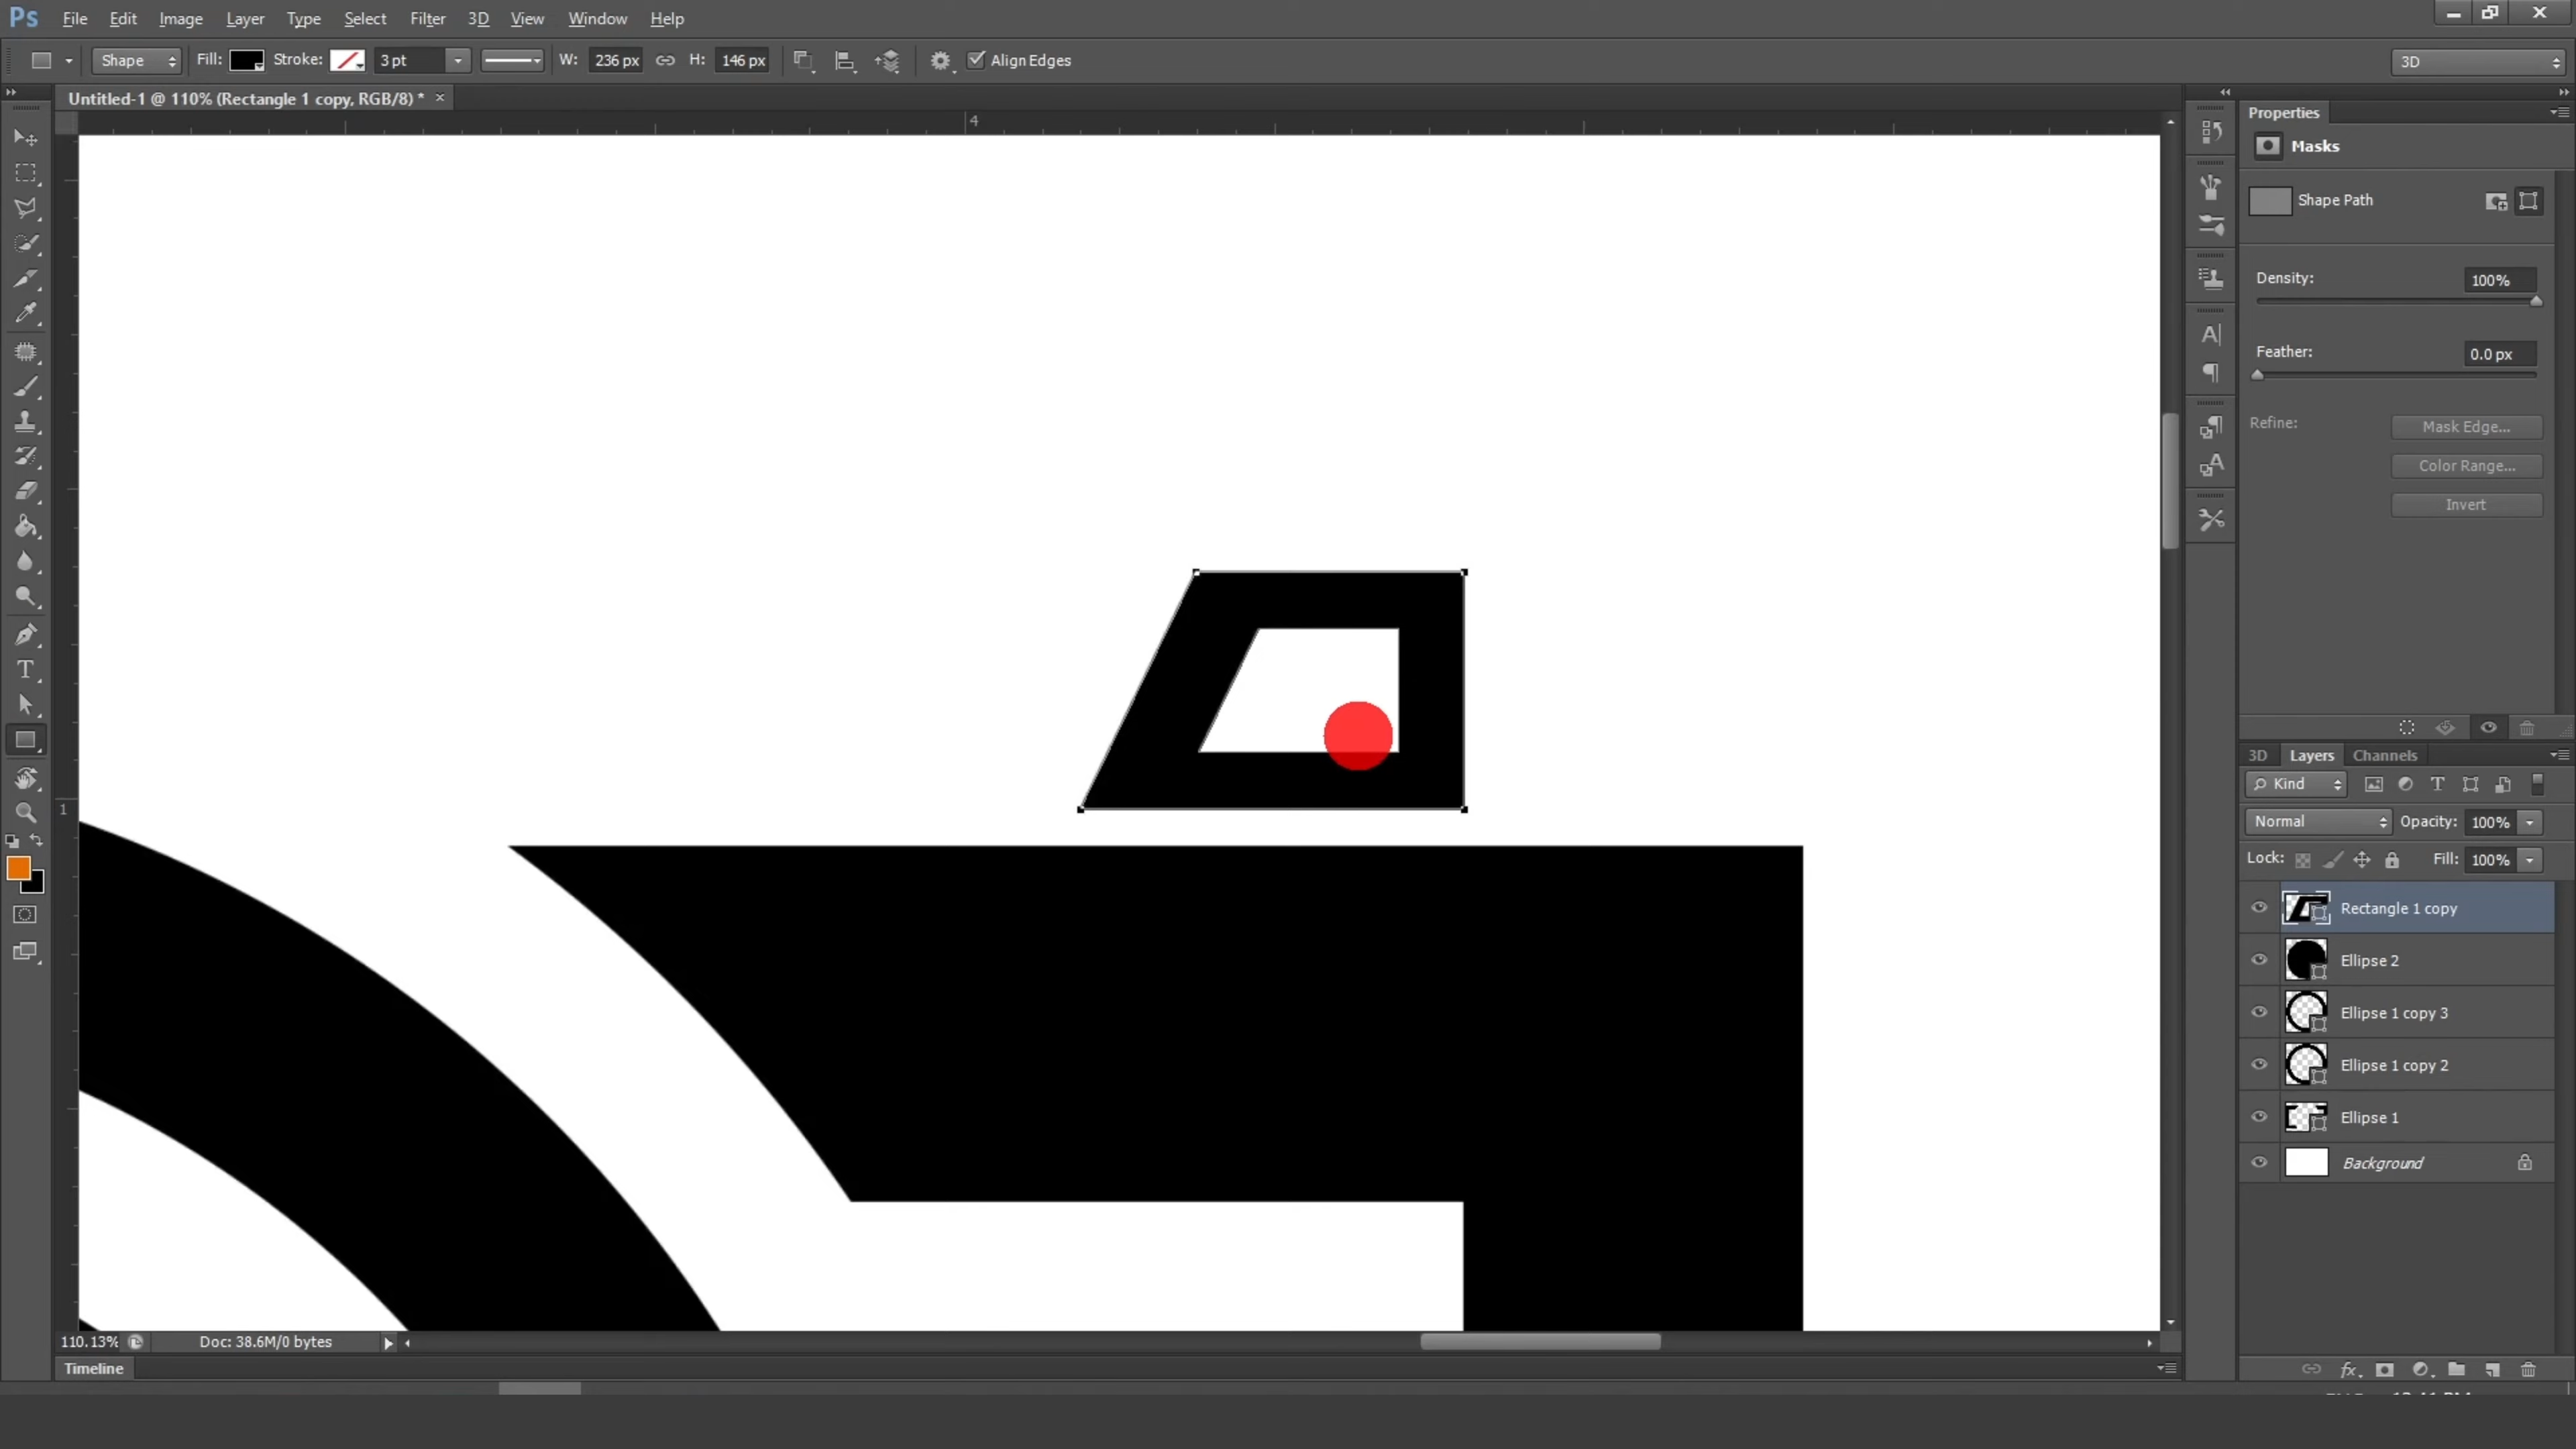 Ps File Edit Image Layer Type Select Filter 3D View Window Help
Shape Fill: Stroke: 3 pt W: 236 px H: 146 px Align Edges 3D
Untitled-1 @ 110% (Rectangle 1 copy, RGB/8) * ×
4
1
Properties
Masks
Shape Path
Density: 100%
Feather: 0.0 px
Refine: Mask Edge...
Color Range...
Invert
3D Layers Channels
Kind
Normal Opacity: 100%
Lock: Fill: 100%
Rectangle 1 copy
Ellipse 2
Ellipse 1 copy 3
Ellipse 1 copy 2
Ellipse 1
Background
110.13% Doc: 38.6M/0 bytes
Timeline